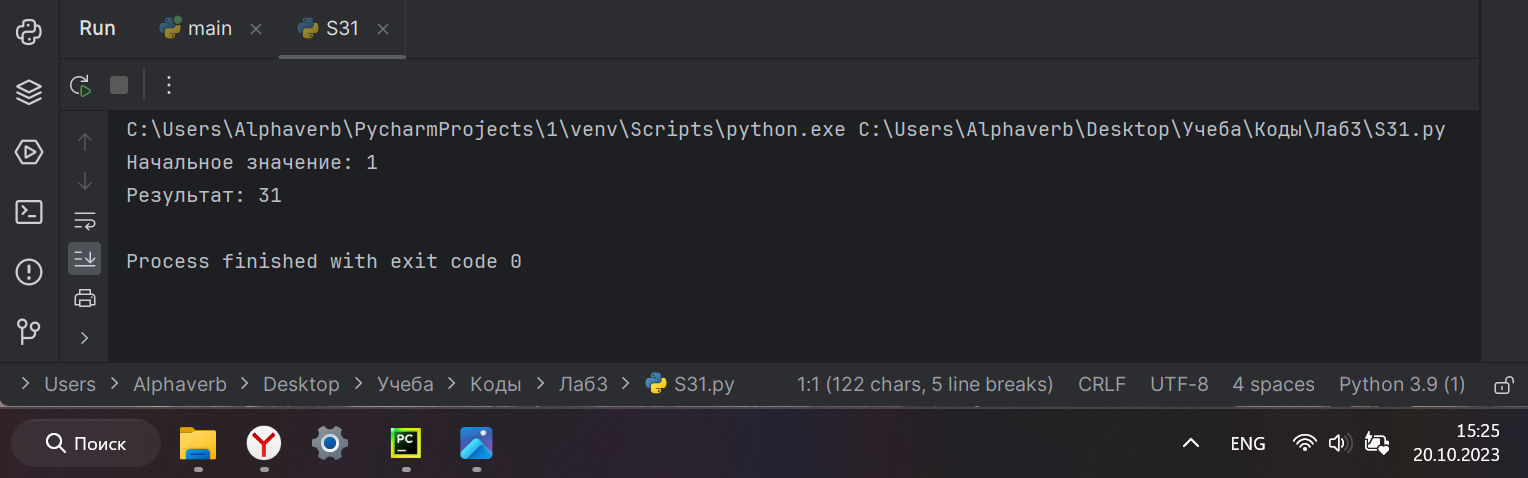 Run main S31
C:\Users\Alphaverb\PycharmProjects\1\venv\Scripts\python.exe C:\Users\Alphaverb\Desktop\Учеба\Коды\Лаб3\S31.py
Начальное значение: 1
Результат: 31
Process finished with exit code 0
Users Alphaverb Desktop Учеба Коды Лаб3 S31.py 1:1 (122 chars, 5 line breaks) CRLF UTF-8 4 spaces Python 3.9 (1)
Поиск PC ENG 15:25
20.10.2023